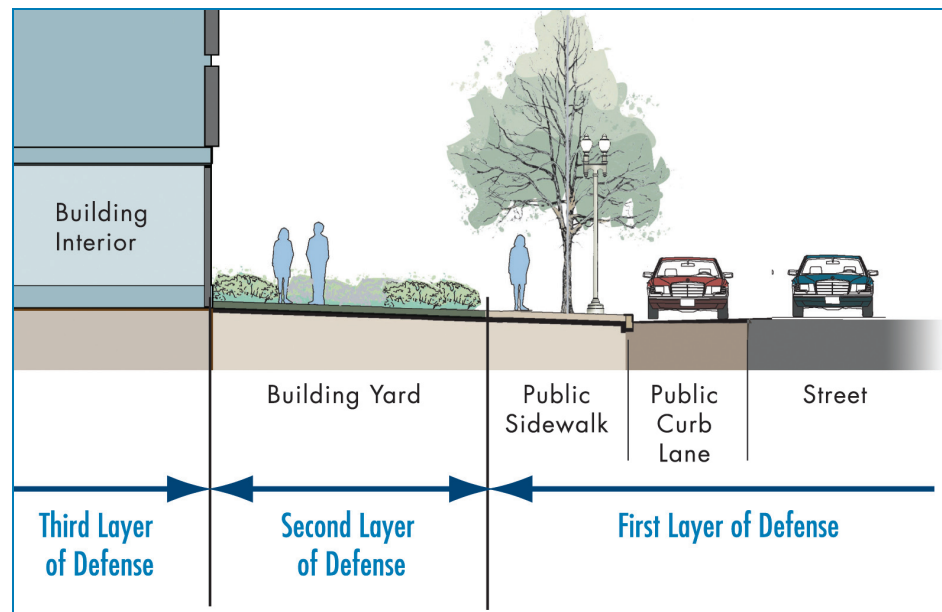 Building
Interior
Building Yard
Public
Sidewalk
Public
Curb
Lane
Street
Third Layer
of Defense
Second Layer
of Defense
First Layer of Defense